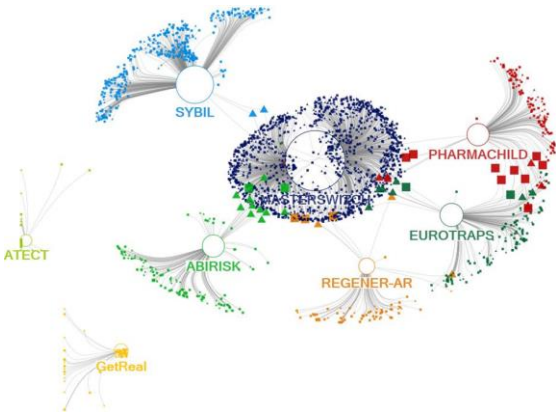 SYBIL
PHARMACHILD
MASTERSWITCH
EUROTRAPS
ATECT
ABIRISK
REGENER-AR
GetReal